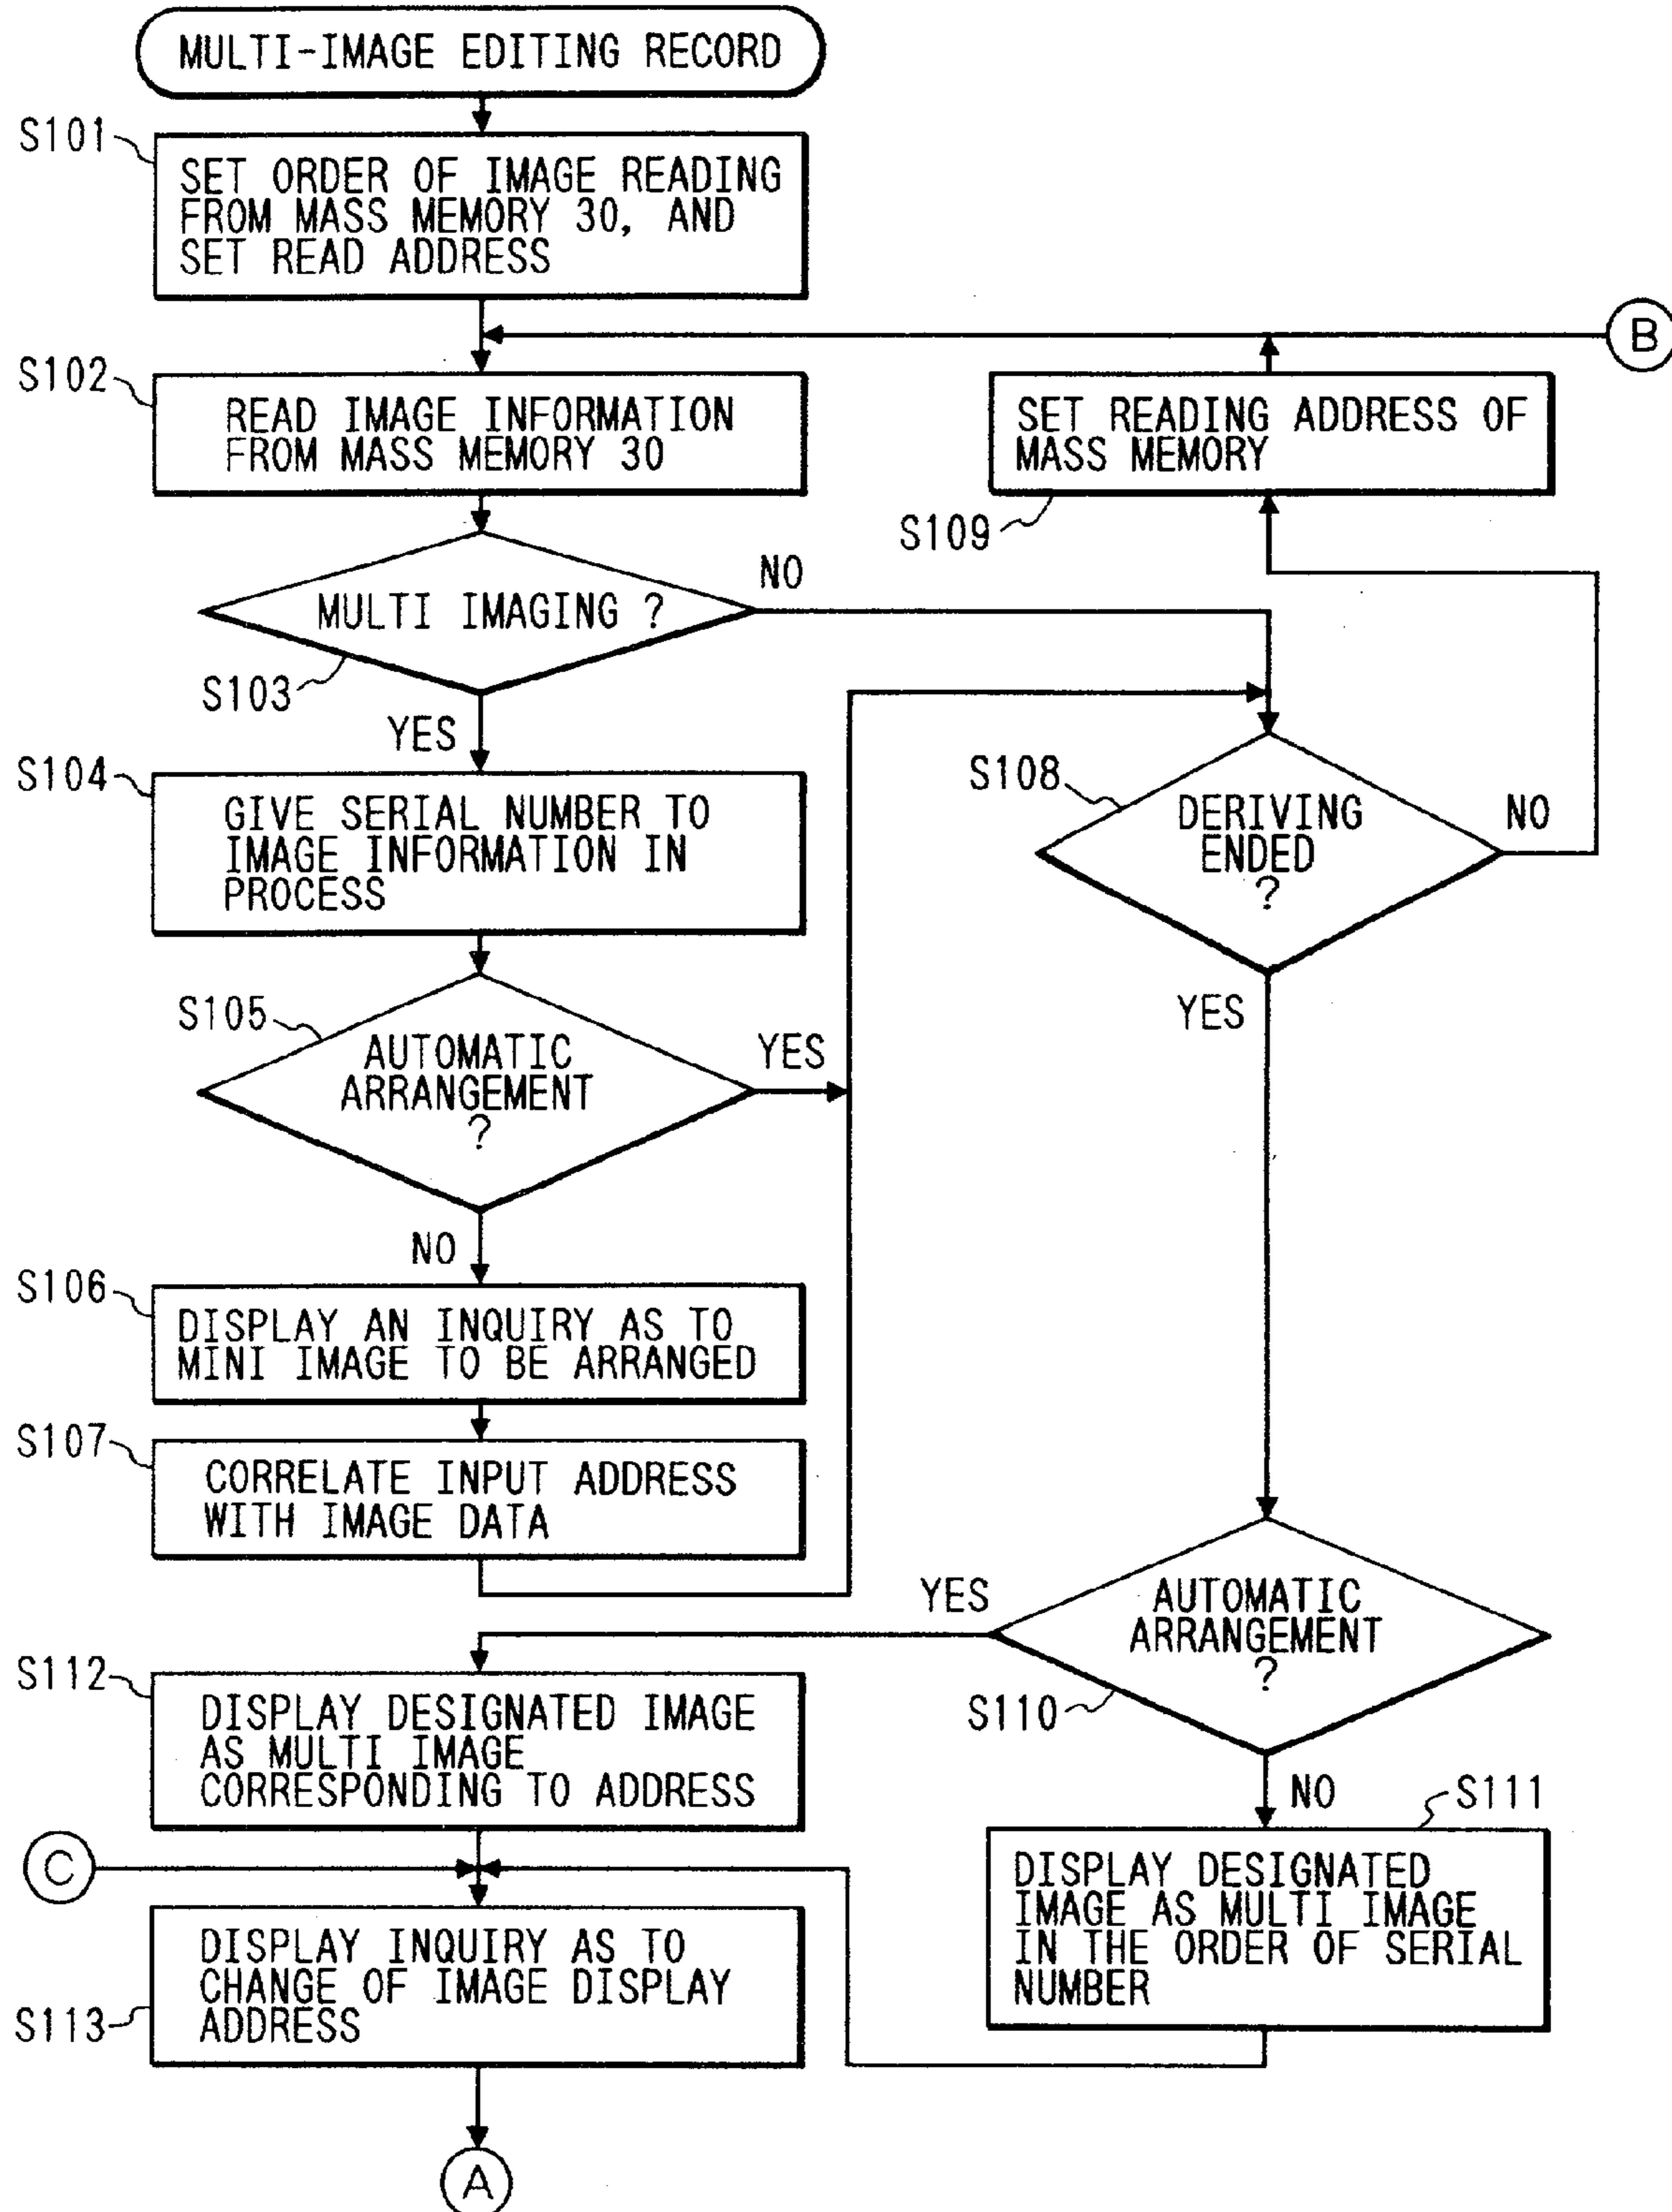 MULTI-IMAGE EDITING RECORD
S101
SET ORDER OF IMAGE READING
FROM MASS MEMORY 30, AND
SET READ ADDRESS
B
S102
READ IMAGE INFORMATION
FROM MASS MEMORY 30
SET READING ADDRESS OF
MASS MEMORY
S109
MULTI IMAGING ?
NO
S103
YES
S104
GIVE SERIAL NUMBER TO
IMAGE INFORMATION IN
PROCESS
S108
DERIVING
ENDED
?
NO
YES
S105
AUTOMATIC
ARRANGEMENT
?
YES
NO
S106
DISPLAY AN INQUIRY AS TO
MINI IMAGE TO BE ARRANGED
S107
CORRELATE INPUT ADDRESS
WITH IMAGE DATA
YES
AUTOMATIC
ARRANGEMENT
?
S110
NO
S112
DISPLAY DESIGNATED IMAGE
AS MULTI IMAGE
CORRESPONDING TO ADDRESS
S111
DISPLAY DESIGNATED
IMAGE AS MULTI IMAGE
IN THE ORDER OF SERIAL
NUMBER
C
S113
DISPLAY INQUIRY AS TO
CHANGE OF IMAGE DISPLAY
ADDRESS
A